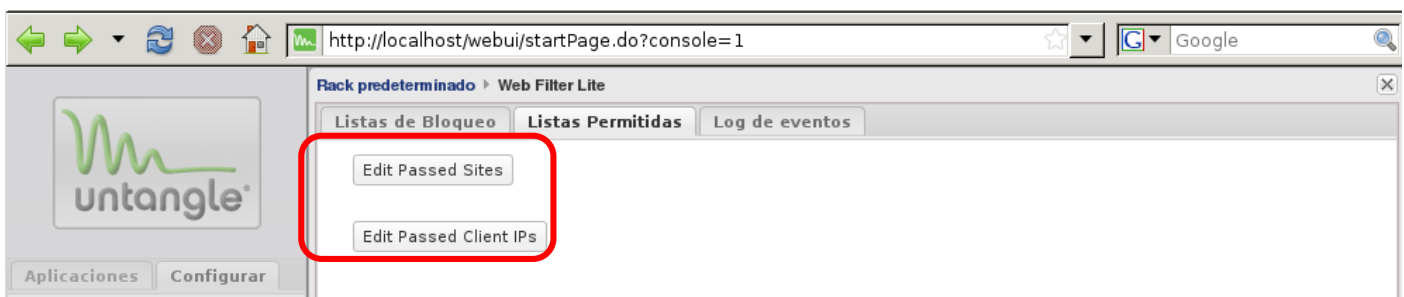 http://localhost/webui/startPage.do?console=1
Google
Rack predeterminado Web Filter Lite
Listas de Bloqueo Listas Permitidas Log de eventos
Edit Passed Sites
untangle
Edit Passed Client IPs
Aplicaciones Configurar